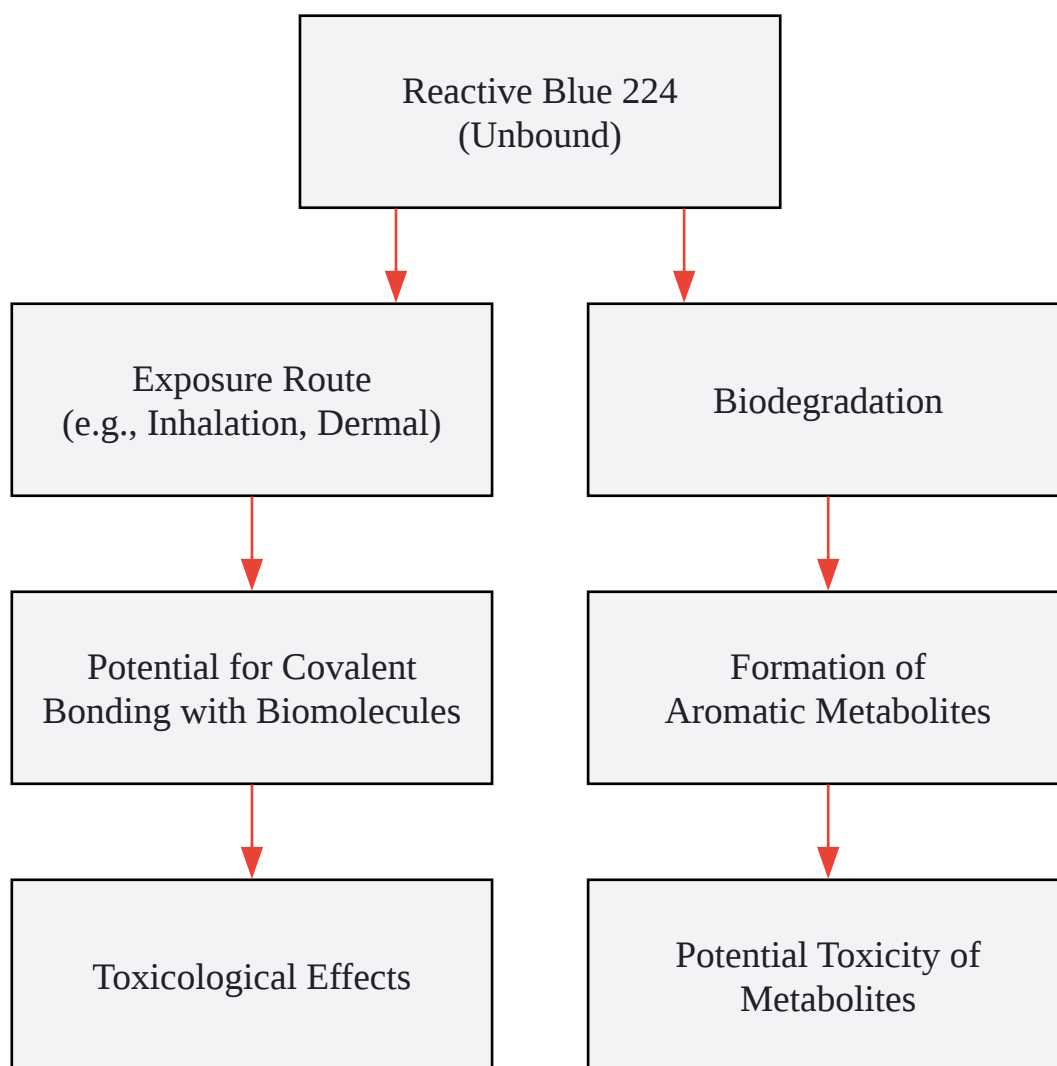 Reactive Blue 224
(Unbound)
Exposure Route
(e.g., Inhalation, Dermal)
Biodegradation
Potential for Covalent
Bonding with Biomolecules
Formation of
Aromatic Metabolites
Toxicological Effects
Potential Toxicity of
Metabolites